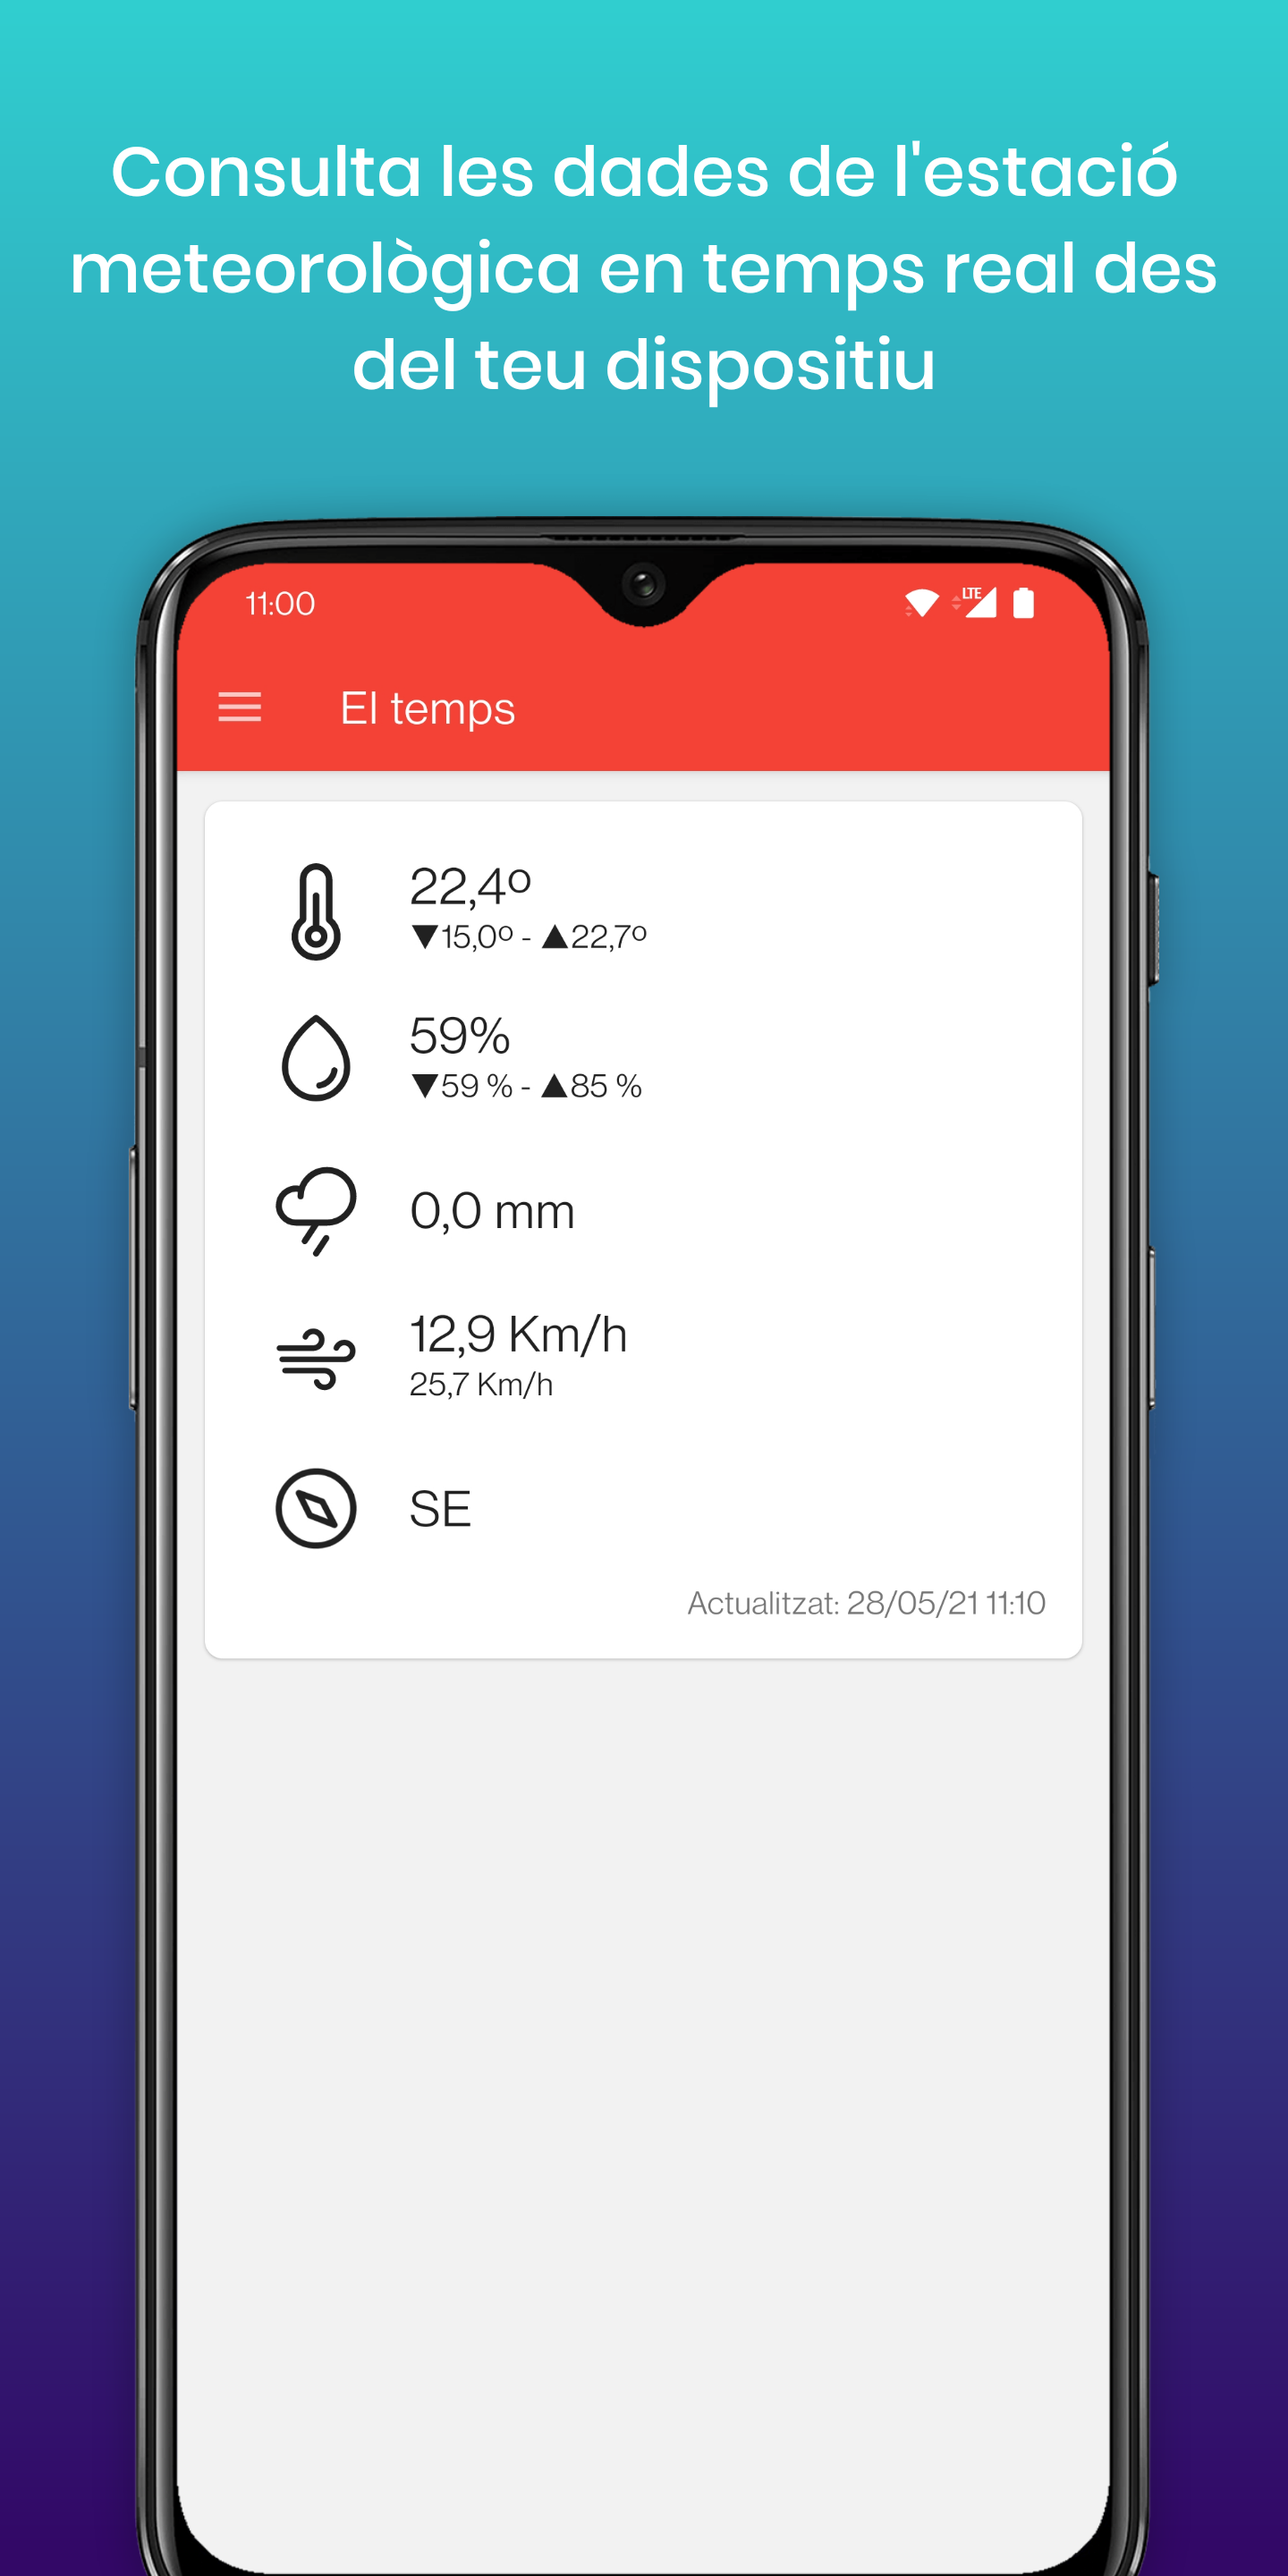 Consulta les dades de l'estació
meteorològica en temps real des
del teu dispositiu
11:00
LTE
El temps
22,4º
▼15,0º - ▲22,7º
59%
▼59 % - ▲85 %
0,0 mm
12,9 Km/h
25,7 Km/h
SE
Actualitzat: 28/05/21 11:10